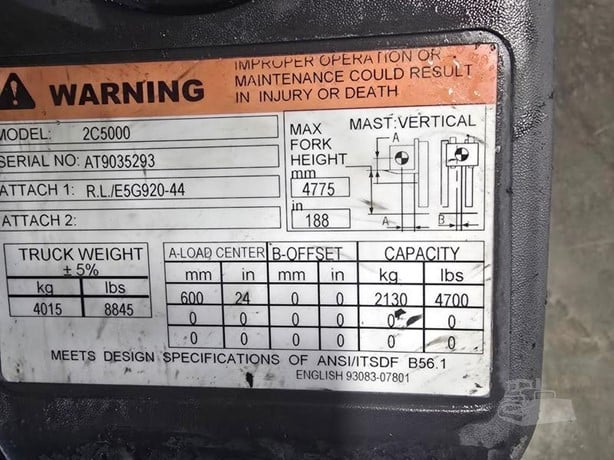 IMPROPER OPERATION OR
WARNING MAINTENANCE COULD RESULT
IN INJURY OR DEATH
MODEL: 2C5000
SERIAL NO: AT9035293
ATTACH 1: R.L./E5G920-44
ATTACH 2:
MAX
FORK
HEIGHT
mm
4775
in
188
MAST:VERTICAL
A
A B
TRUCK WEIGHT
± 5%
kg lbs
4015 8845
A-LOAD CENTER B-OFFSET CAPACITY
mm in mm in kg lbs
600 24 0 0 2130 4700
0 0 0 0 0 0
0 0 0 0 0 0
MEETS DESIGN SPECIFICATIONS OF ANSI/ITSDF B56.1
ENGLISH 93083-07801